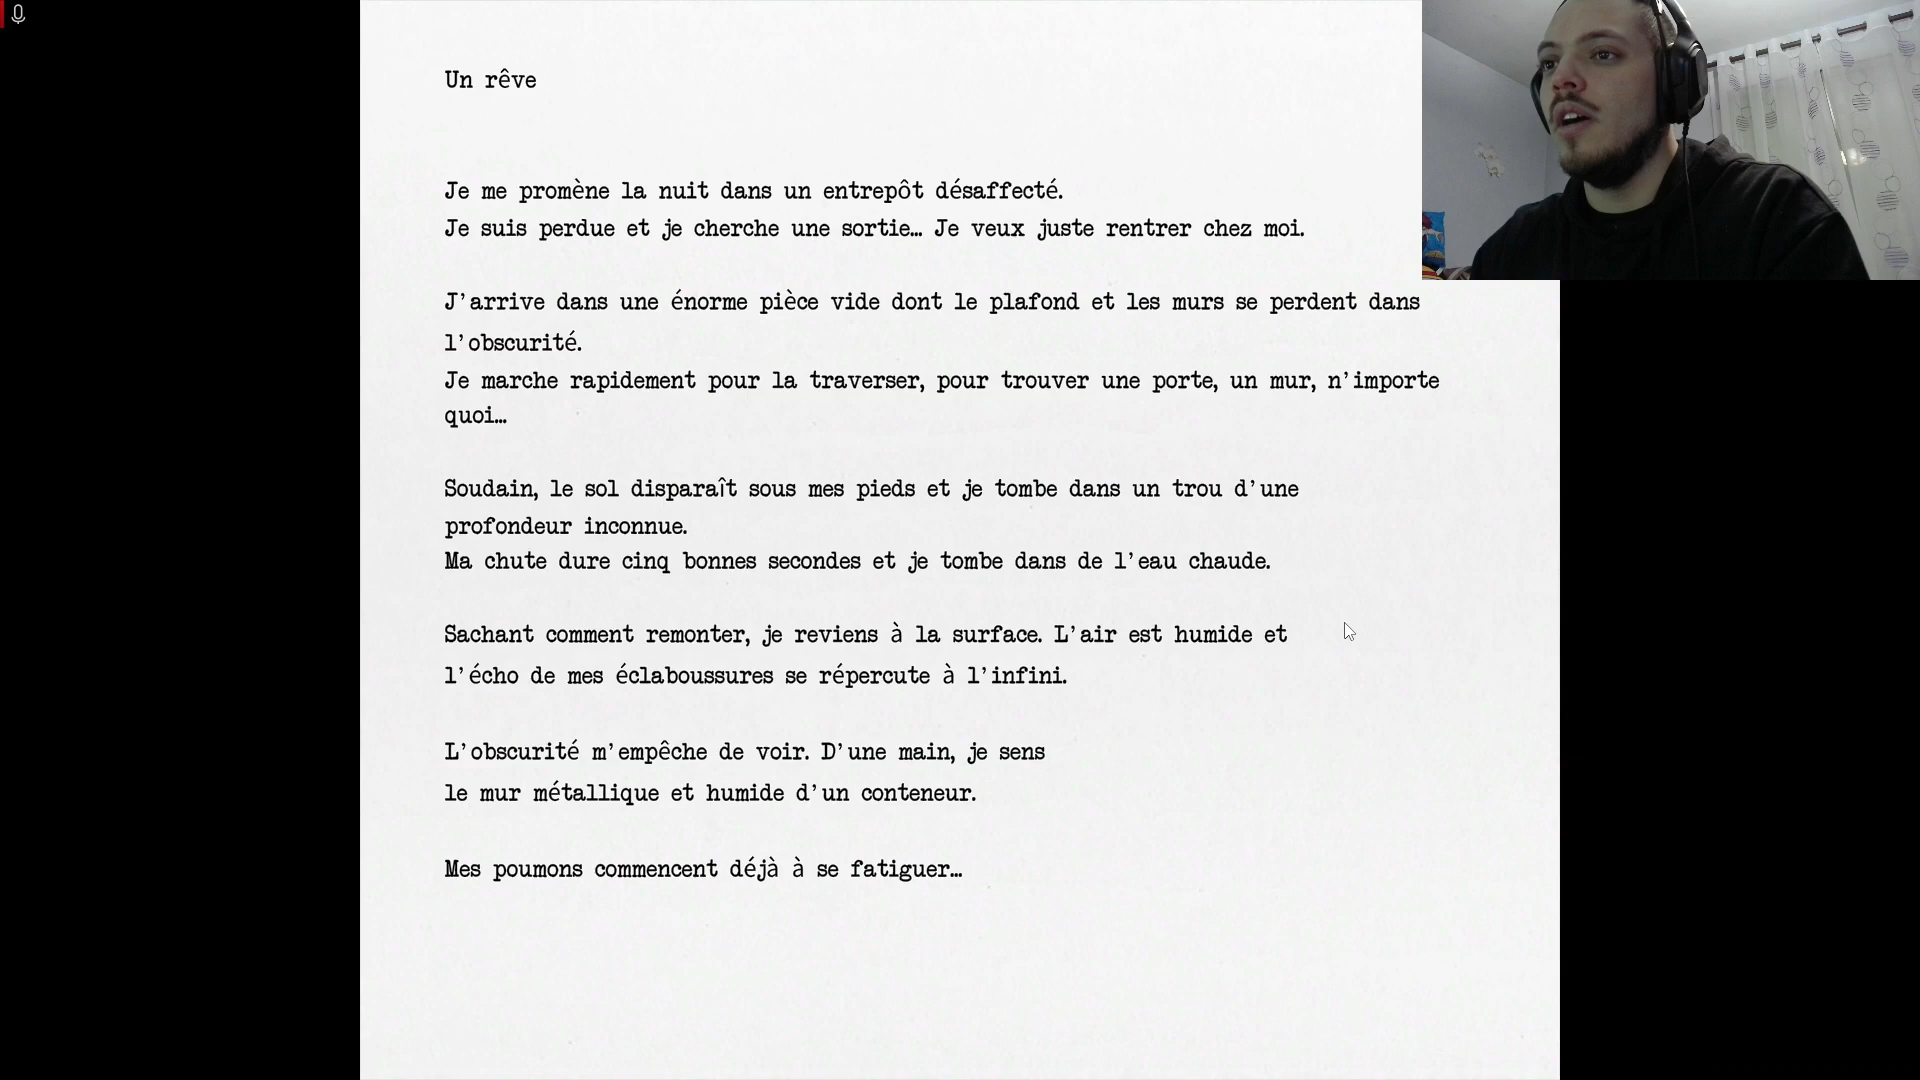 Un rêve
Je me promène la nuit dans un entrepôt désaffecté.
Je suis perdue et je cherche une sortie… Je veux juste rentrer chez moi.
J'arrive dans une énorme pièce vide dont le plafond et les murs se perdent dans
l'obscurité.
Je marche rapidement pour la traverser, pour trouver une porte, un mur, n'importe
quoi…
Soudain, le sol disparaît sous mes pieds et je tombe dans un trou d'une
profondeur inconnue.
Ma chute dure cinq bonnes secondes et je tombe dans de l'eau chaude.
Sachant comment remonter, je reviens à la surface. L'air est humide et
l'écho de mes éclaboussures se répercute à l'infini.
L'obscurité m'empêche de voir. D'une main, je sens
le mur métallique et humide d'un conteneur.
Mes poumons commencent déjà à se fatiguer…